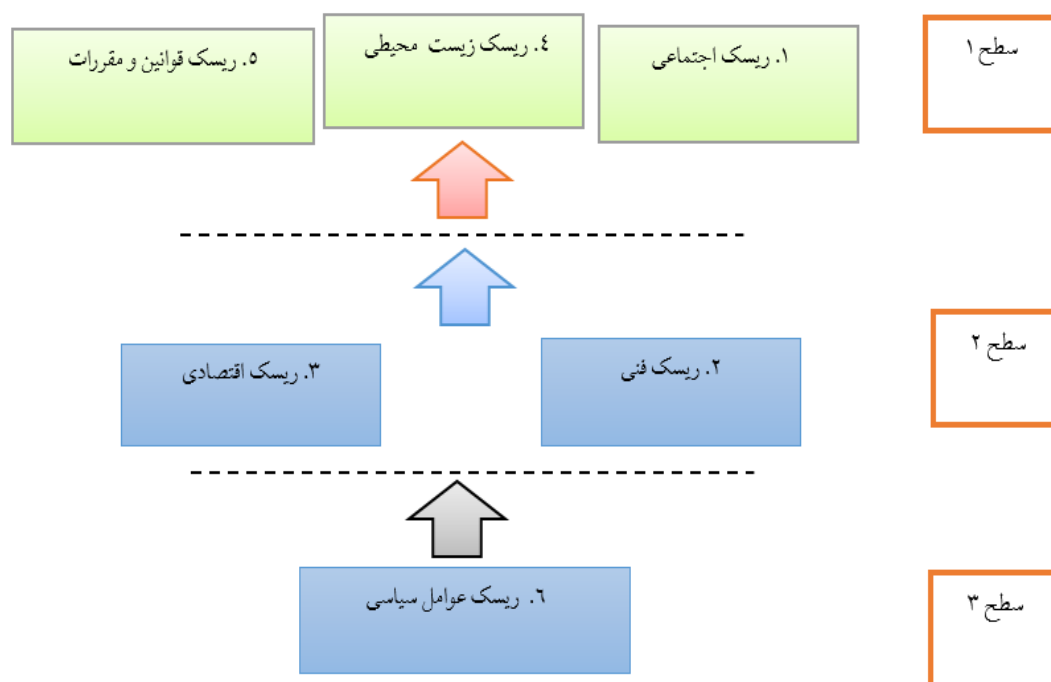 سطح ۱
۱. ریسک اجتماعی
۴. ریسک زیست محیطی
۵. ریسک قوانین و مقررات
سطح ۲
۲. ریسک فنی
۳. ریسک اقتصادی
سطح ۳
۶. ریسک عوامل سیاسی